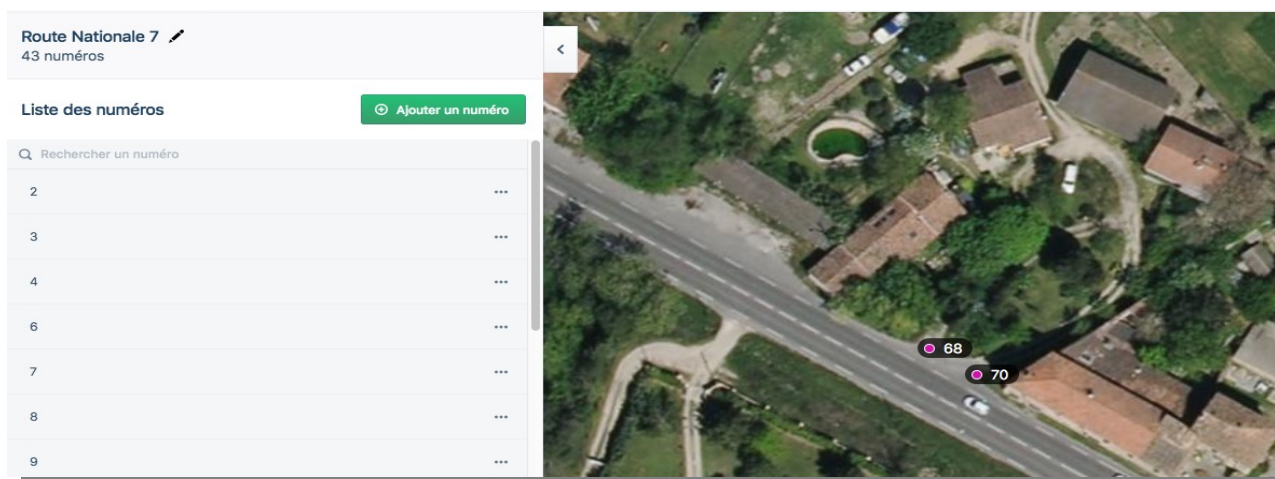 Route Nationale 7
43 numéros
Liste des numéros
Ajouter un numéro
Rechercher un numéro
2
3
4
6
7
8
9
68
70